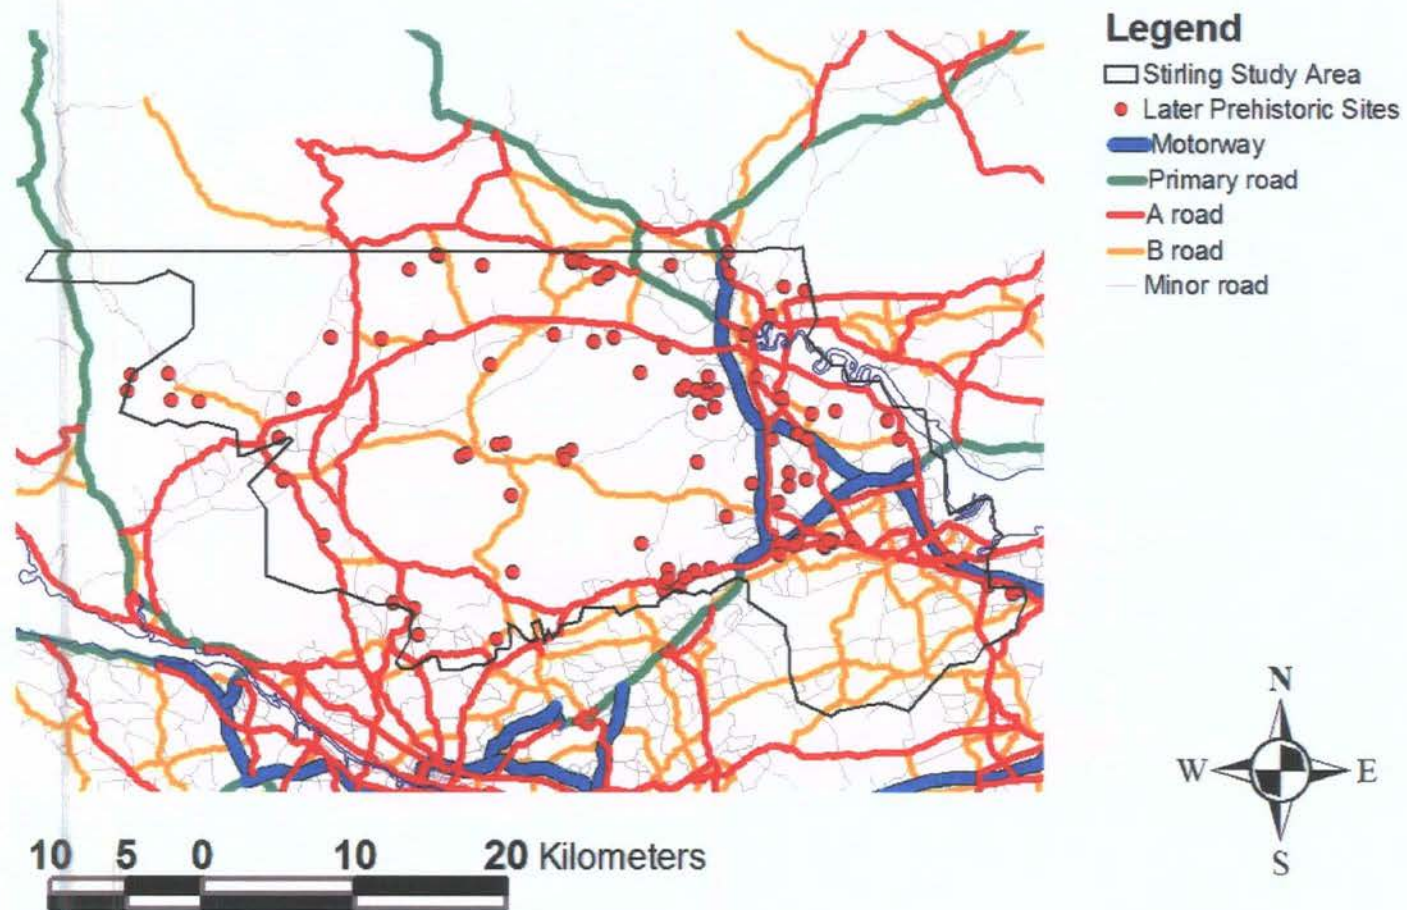 Legend
Stirling Study Area
Later Prehistoric Sites
Motorway
Primary road
A road
B road
Minor road
N
W E
S
10 5 0 10 20 Kilometers